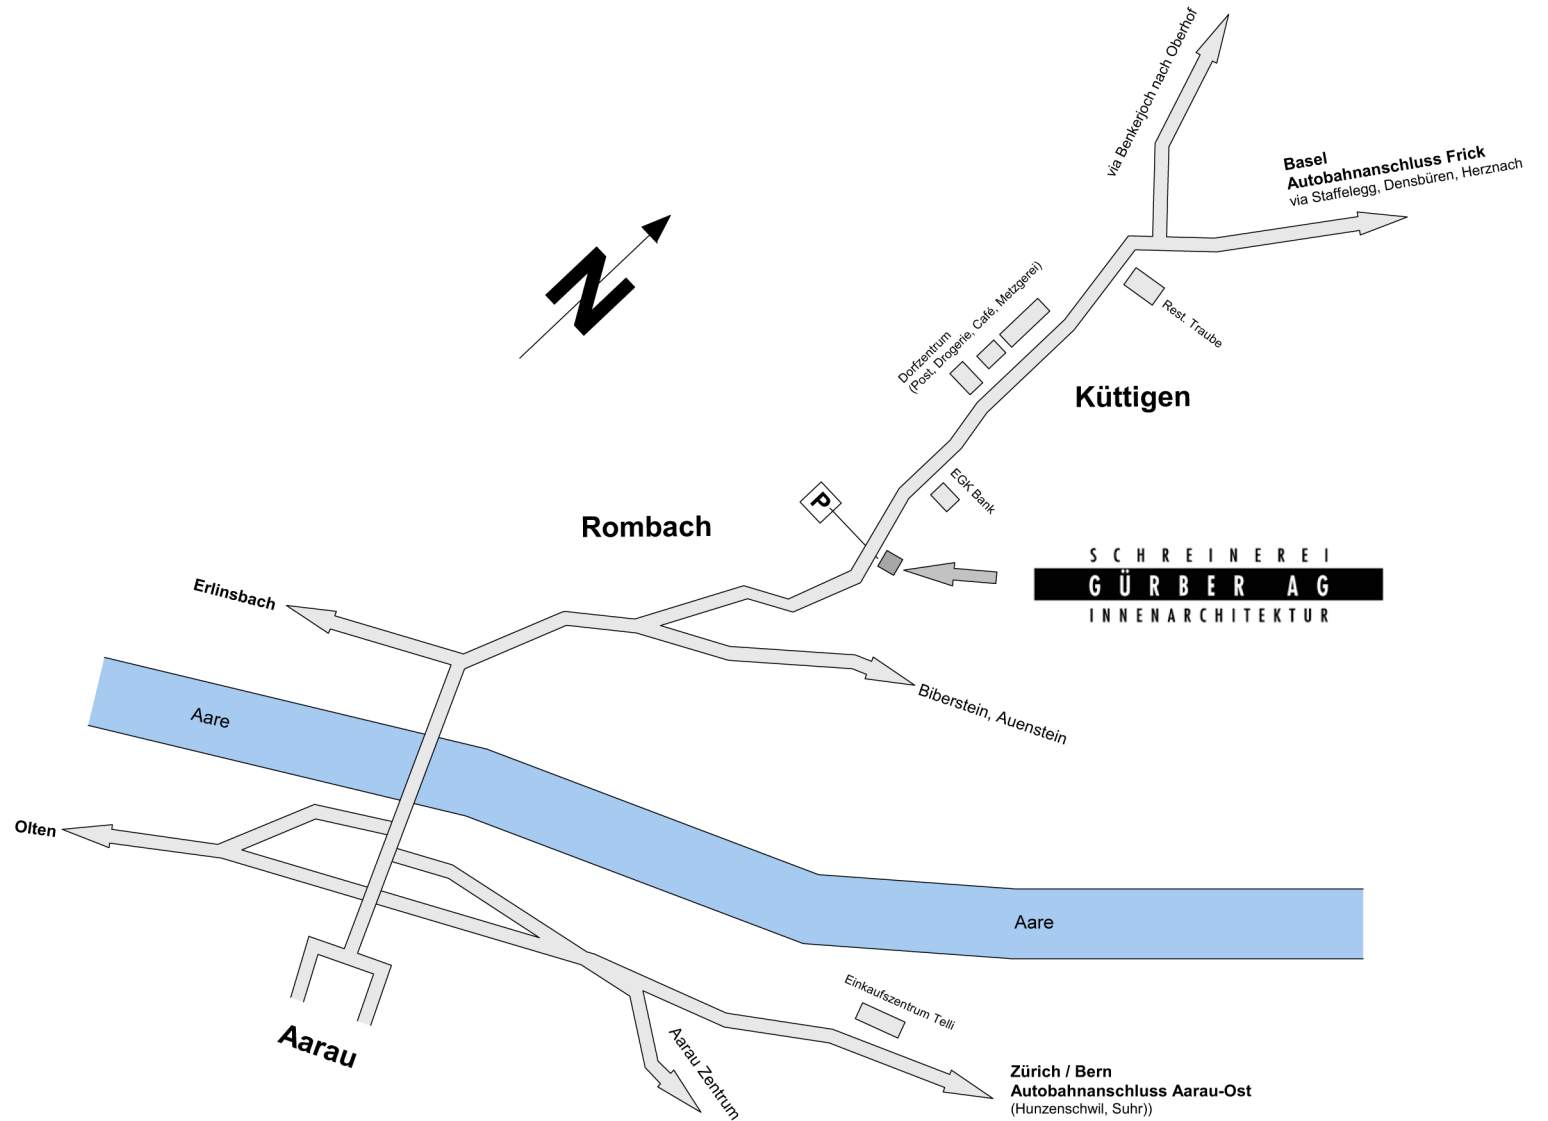 via Benkerjoch nach Oberhof
Basel
Autobahnanschluss Frick
via Staffelegg, Densbüren, Herznach
N
Dorfzentrum
(Post, Drogerie, Café, Metzgerei)
Rest. Traube
Küttigen
EGK Bank
P
Rombach
SCHREINEREI
GÜRBER AG
INNENARCHITEKTUR
Erlinsbach
Biberstein, Auenstein
Aare
Olten
Aare
Einkaufszentrum Telli
Aarau
Aarau Zentrum
Zürich / Bern
Autobahnanschluss Aarau-Ost
(Hunzenschwil, Suhr))